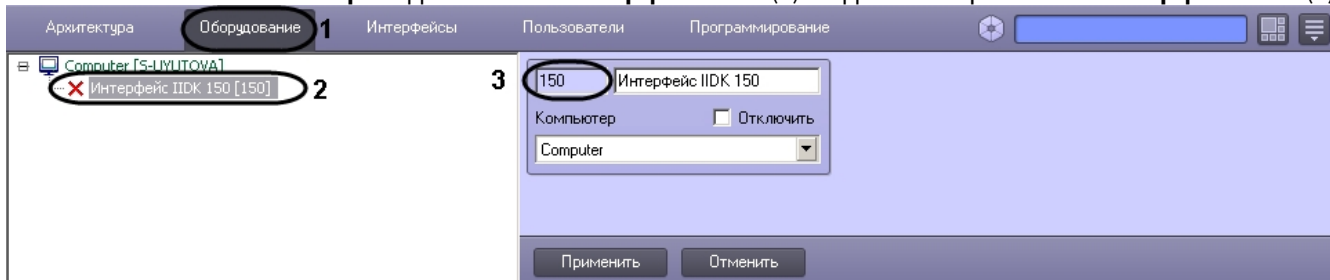 Архитектура Оборудование 1 Интерфейсы Пользователи Программирование
Computer [S-UYUTOVA]
Интерфейс IIDK 150 [150] 2
3 150 Интерфейс IIDK 150
Компьютер Отключить
Computer
Применить Отменить